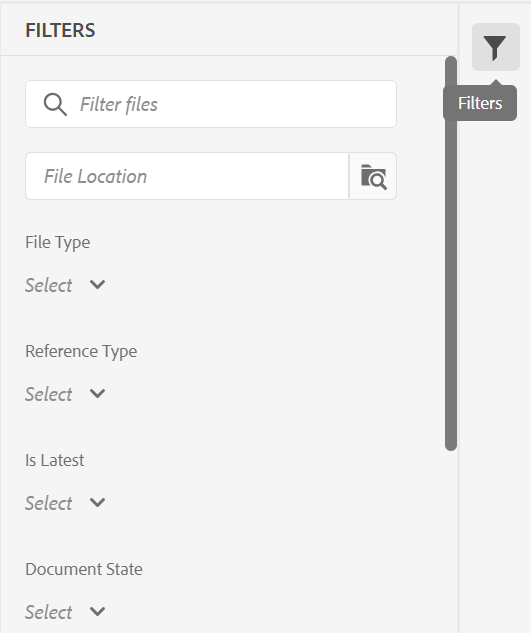 FILTERS
Filter files
Filters
File Location
File Type
Select
Reference Type
Select
Is Latest
Select
Document State
Select